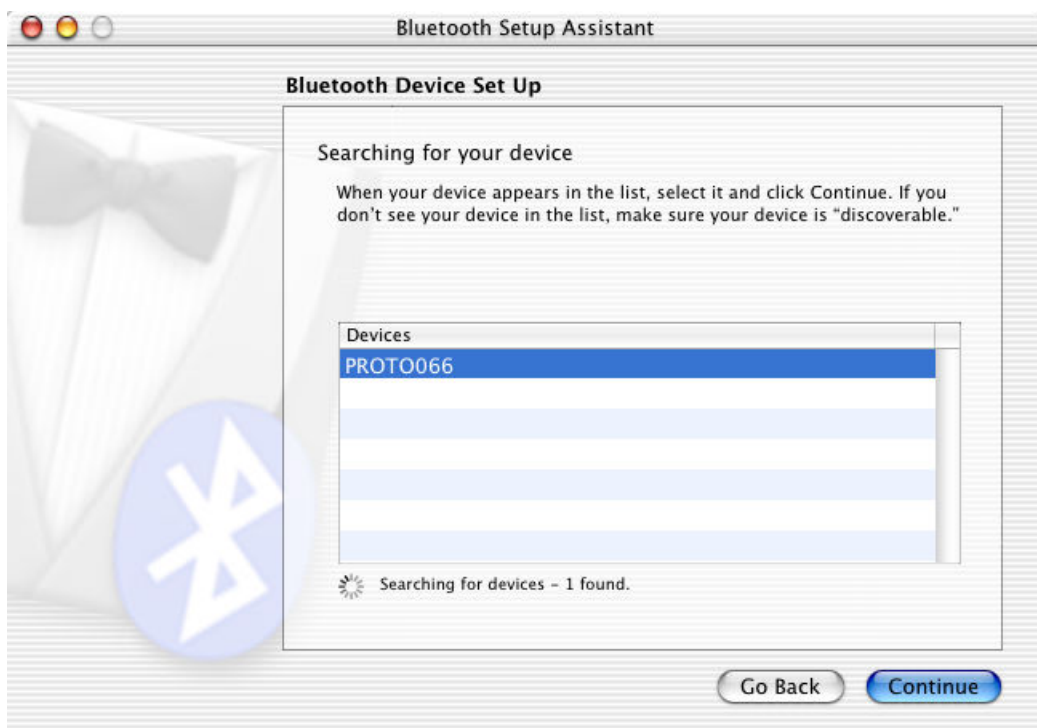 Bluetooth Setup Assistant
Bluetooth Device Set Up
Searching for your device
When your device appears in the list, select it and click Continue. If you
don't see your device in the list, make sure your device is “discoverable.”
Devices
PROTO066
Searching for devices – 1 found.
Go Back
Continue